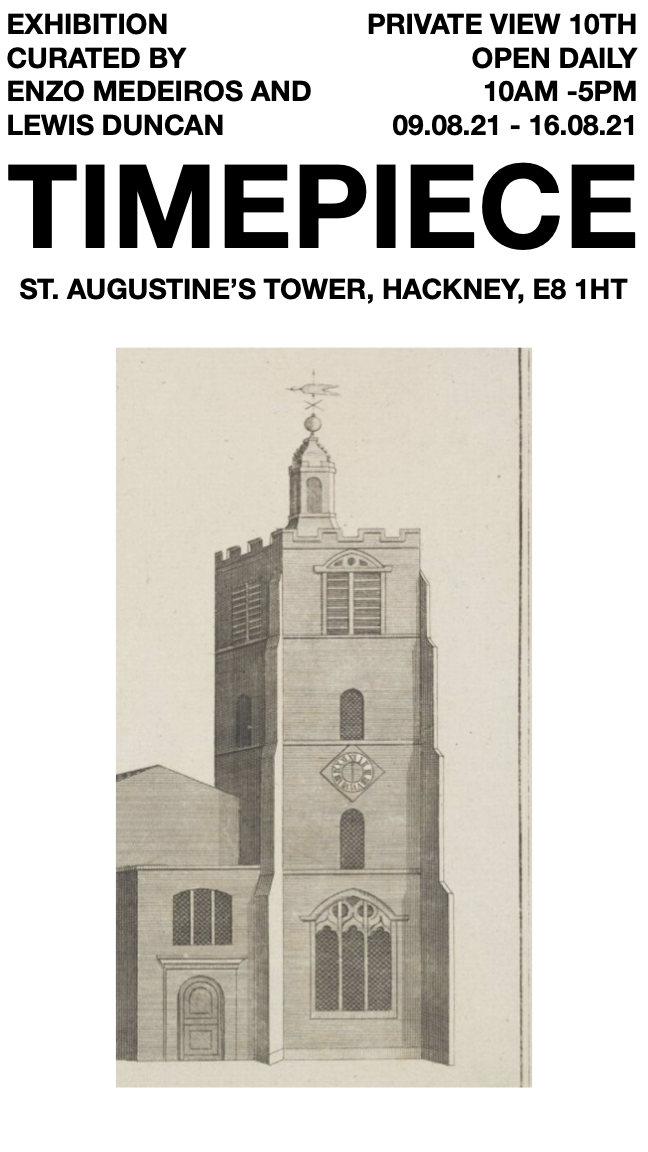 EXHIBITION
CURATED BY
ENZO MEDEIROS AND
LEWIS DUNCAN
PRIVATE VIEW 10TH
OPEN DAILY
10AM -5PM
09.08.21 - 16.08.21
TIMEPIECE
ST. AUGUSTINE’S TOWER, HACKNEY, E8 1HT